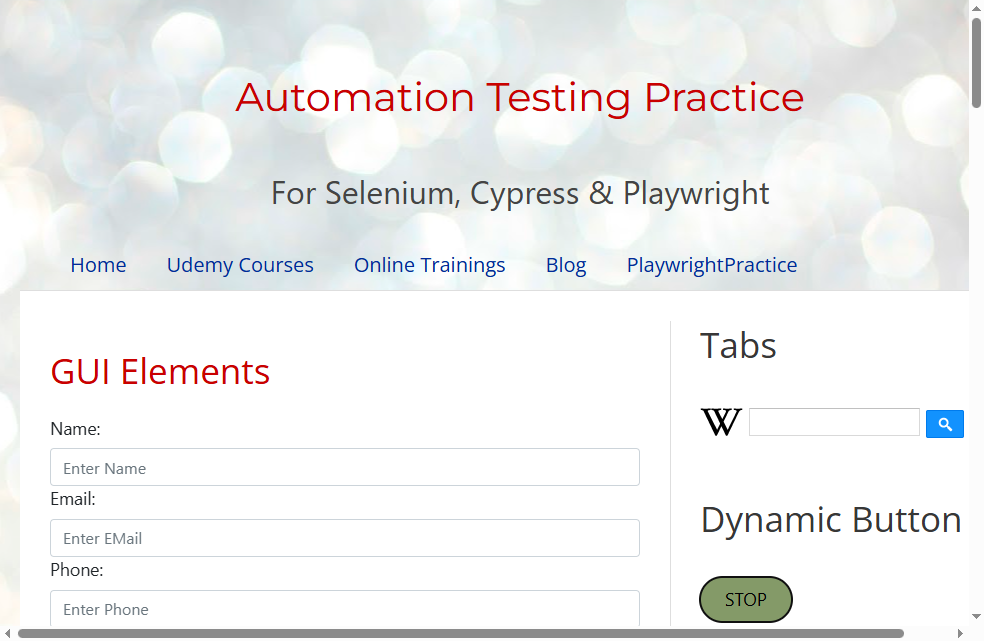 Automation Testing Practice
For Selenium, Cypress & Playwright
Home Udemy Courses Online Trainings Blog PlaywrightPractice
GUI Elements
Name:
Enter Name
Email:
Enter EMail
Phone:
Enter Phone
Tabs
W
Dynamic Button
STOP